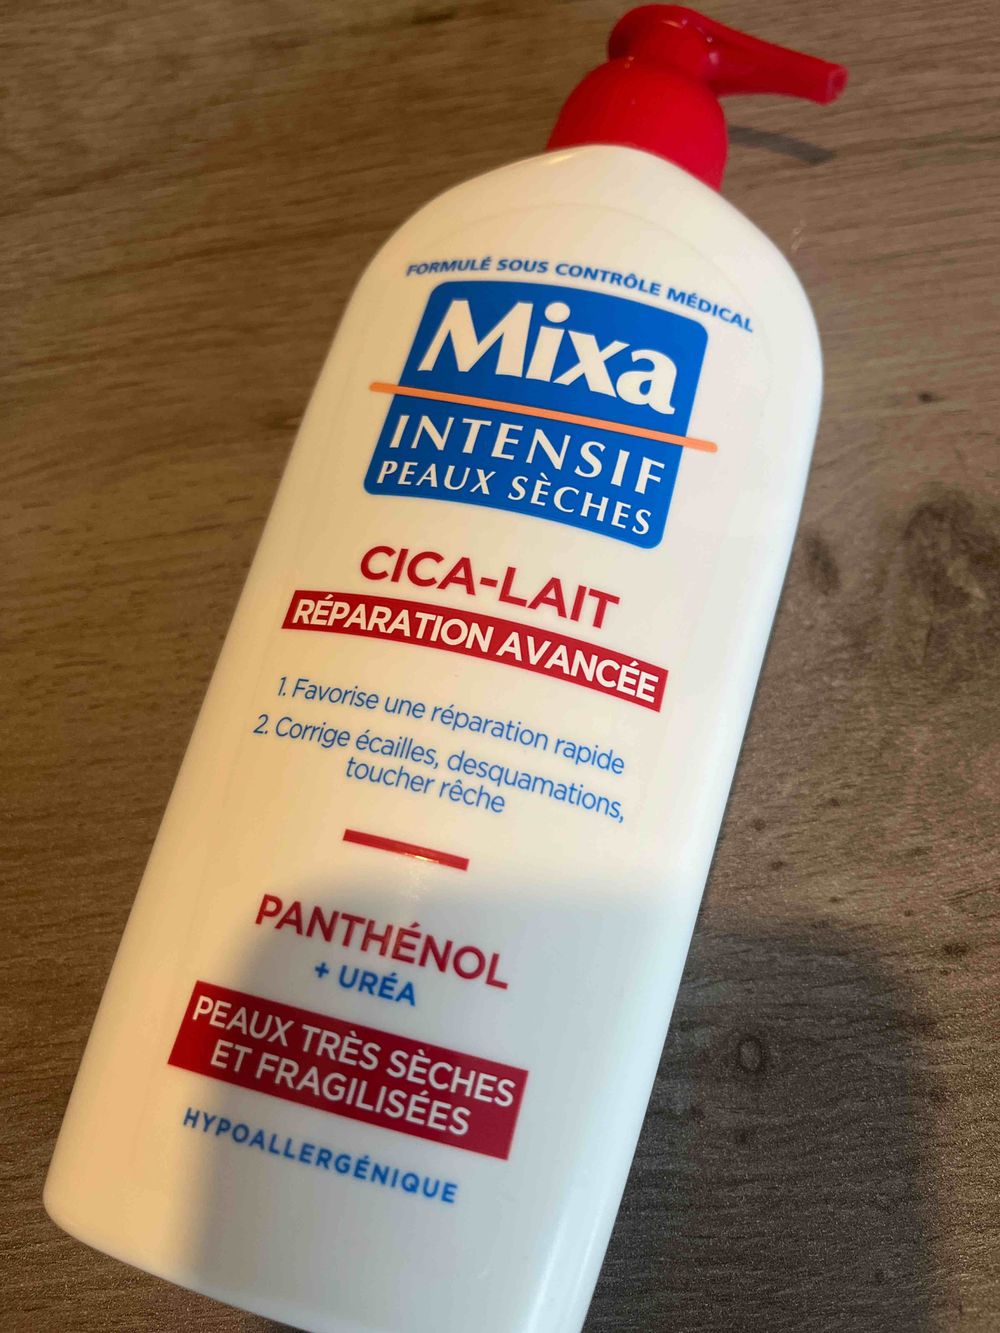 FORMULÉ SOUS CONTRÔLE MÉDICAL
Mixa
INTENSIF
PEAUX SÈCHES
CICA-LAIT
RÉPARATION AVANCÉE
1. Favorise une réparation rapide
2. Corrige écailles, desquamations,
toucher rêche
PANTHÉNOL
+ URÉA
PEAUX TRÈS SÈCHES
ET FRAGILISÉES
HYPOALLERGÉNIQUE